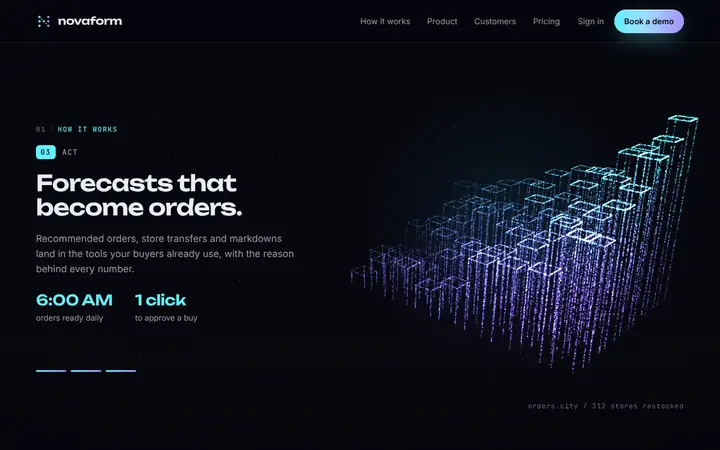 novaform
How it works
Product
Customers
Pricing
Sign in
Book a demo
01 HOW IT WORKS
03 ACT
Forecasts that
become orders.
Recommended orders, store transfers and markdowns
land in the tools your buyers already use, with the reason
behind every number.
6:00 AM
orders ready daily
1 click
to approve a buy
orders.city / 312 stores restocked